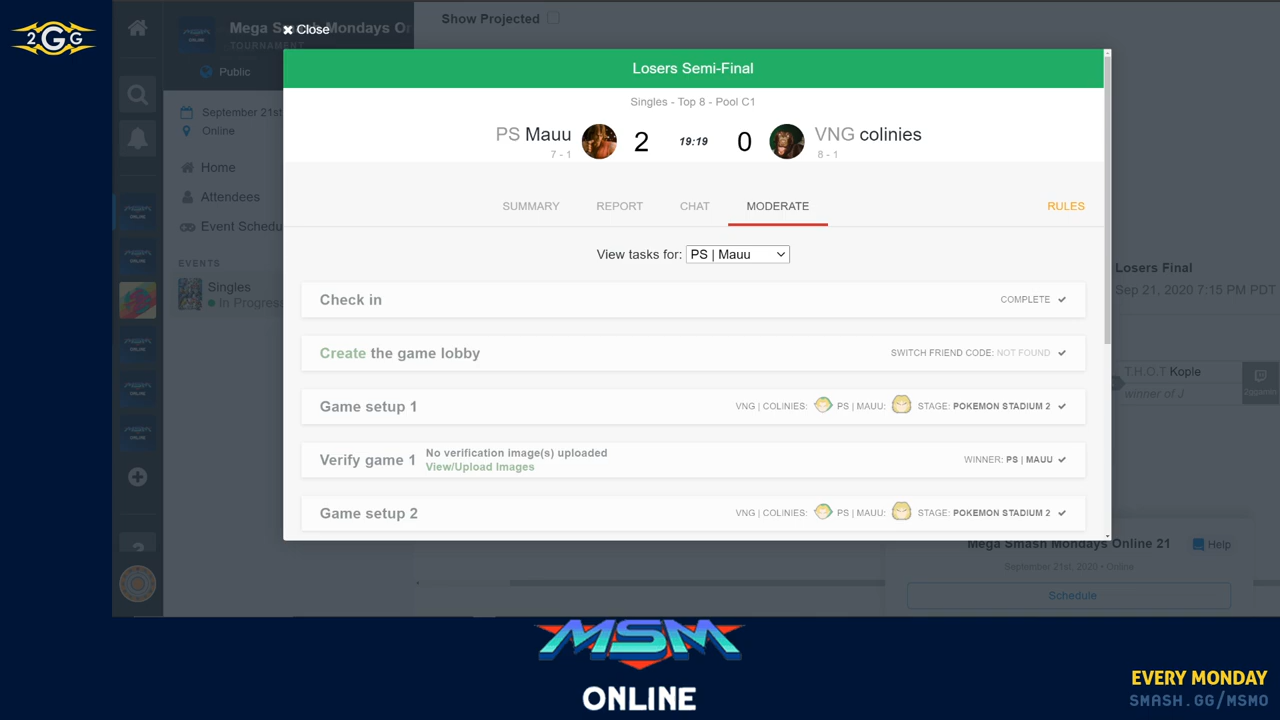 2GG
Mega Smash Mondays On
TOURNAMENT
Public
September 21st
Online
Home
Attendees
Event Schedu
EVENTS
Singles
In Progress
Show Projected
✖ Close
Losers Semi-Final
Singles - Top 8 - Pool C1
PS Mauu 2 19:19 0 VNG colinies
7 - 1 8 - 1
SUMMARY REPORT CHAT MODERATE RULES
View tasks for: PS | Mauu
Check in COMPLETE ✔
Create the game lobby SWITCH FRIEND CODE: NOT FOUND ✔
Game setup 1 VNG | COLINIES: PS | MAUU: STAGE: POKEMON STADIUM 2 ✔
Verify game 1 No verification image(s) uploaded WINNER: PS | MAUU ✔
View/Upload Images
Game setup 2 VNG | COLINIES: PS | MAUU: STAGE: POKEMON STADIUM 2 ✔
Losers Final
Sep 21, 2020 7:15 PM PDT
T.H.O.T Kople
winner of J
Mega Smash Mondays Online 21
Help
September 21st, 2020 • Online
Schedule
MSM
ONLINE
EVERY MONDAY
SMASH.GG/MSMO